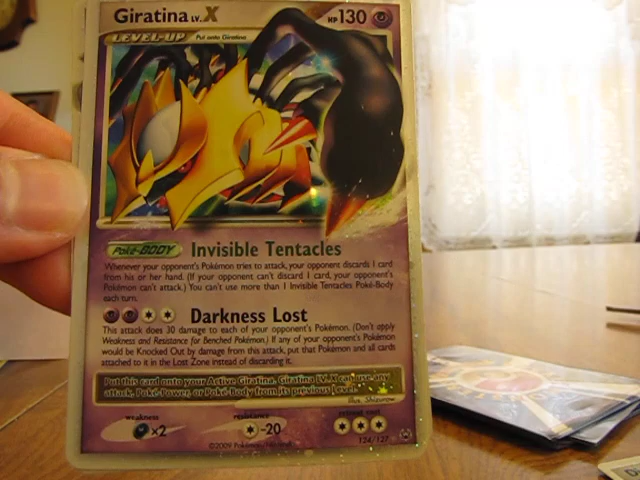 Giratina LV.X HP130
LEVEL-UP Put onto Giratina
Poké-BODY Invisible Tentacles
Whenever your opponent's Pokémon tries to attack, your opponent discards 1 card
from his or her hand. (If your opponent can't discard 1 card, your opponent's
Pokémon can't attack.) You can't use more than 1 Invisible Tentacles Poké-Body
each turn.
Darkness Lost
This attack does 30 damage to each of your opponent's Pokémon. (Don't apply
Weakness and Resistance for Benched Pokémon.) If any of your opponent's Pokémon
would be Knocked Out by damage from this attack, put that Pokémon and all cards
attached to it in the Lost Zone instead of discarding it.
Put this card onto your Active Giratina. Giratina LV.X can use any
attack, Poké-Power, or Poké-Body from its previous Level.
Illus. Shizurow
weakness resistance retreat cost
×2 -20
©2009 Pokémon/Nintendo 124/127